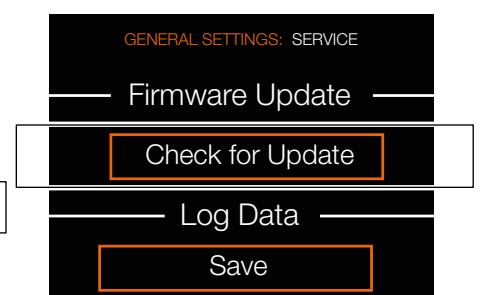 GENERAL SETTINGS: SERVICE
Firmware Update
Check for Update
Log Data
Save